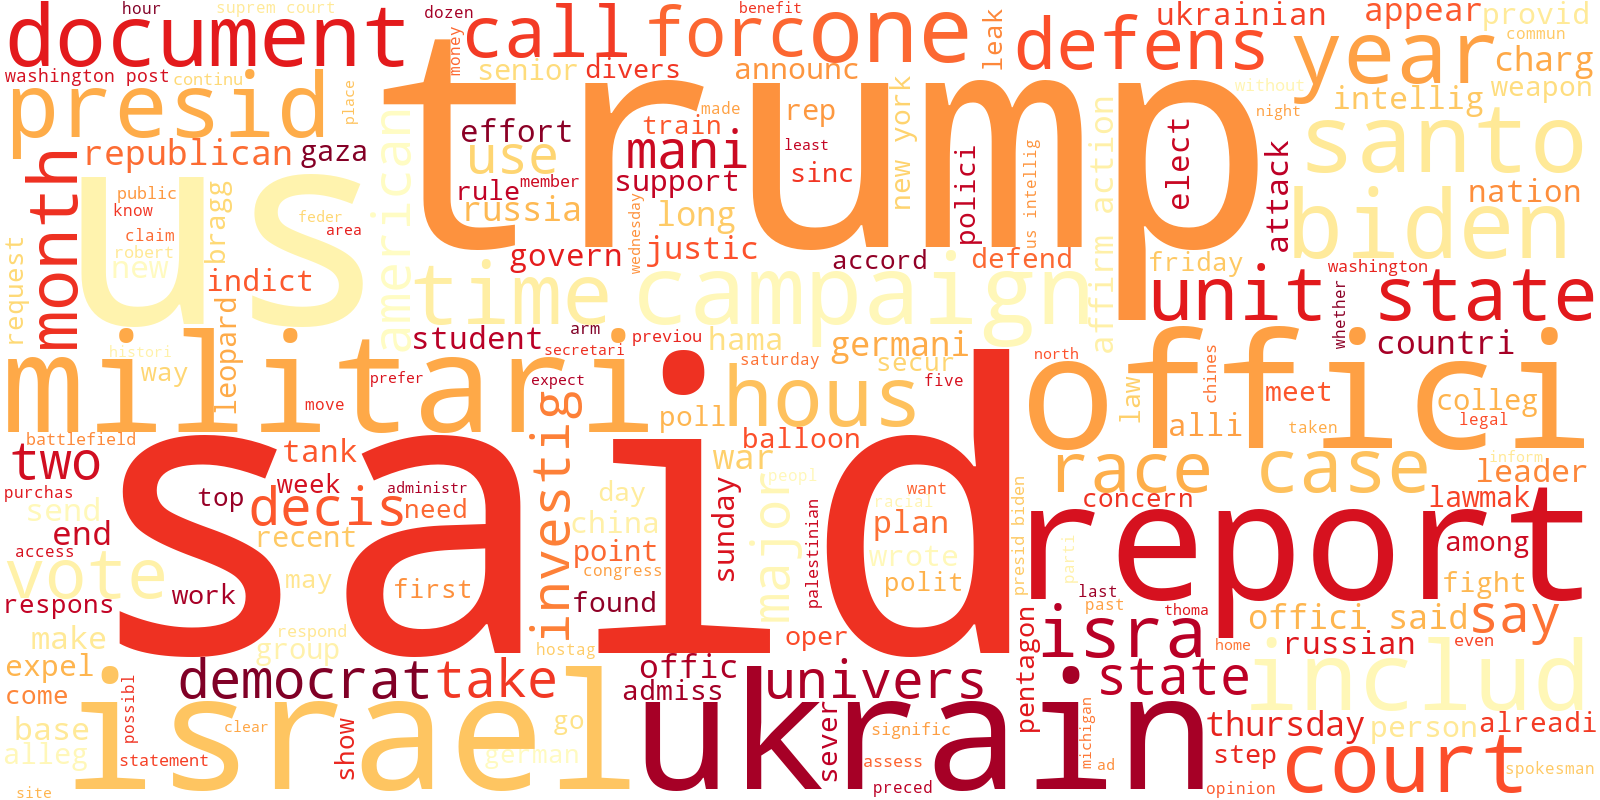 hour suprem court dozen benefit ukrainian appear provid
document call forc one leak defens year commun
washington post continu money senior divers announc charg
presid place trump rep new york intellig weapon without
american effort use train made mani least sinc elect night santo
month republican gaza us rule member support polici attack nation
public know claim robert bragg feder area russia long wednesday us intellig affirm action biden
request new indict govern justic accord defend friday washington
time campaign unit state whether
histori way leopard student arm secretari previou hama germani north chines countri
militari move prefer expect saturday secur five hous offici law meet colleg
battlefield tank poll balloon alli taken legal
two said investig war race case inform leader
purchas send top week administr decis need day china major peopl palestinian want racial plan concern lawmak
end access recent point congress sunday wrote polit presid biden parti report among
vote may first found fight
respons work last past thoma offici said say
make respond group hostag oper pentagon isra home russian even
expel democrat take offic admiss univers state includ
come possibl israel ukrain
base clear show go sever signific michigan thursday person alreadi
alleg statement german assess ad step court spokesman
site preced opinion